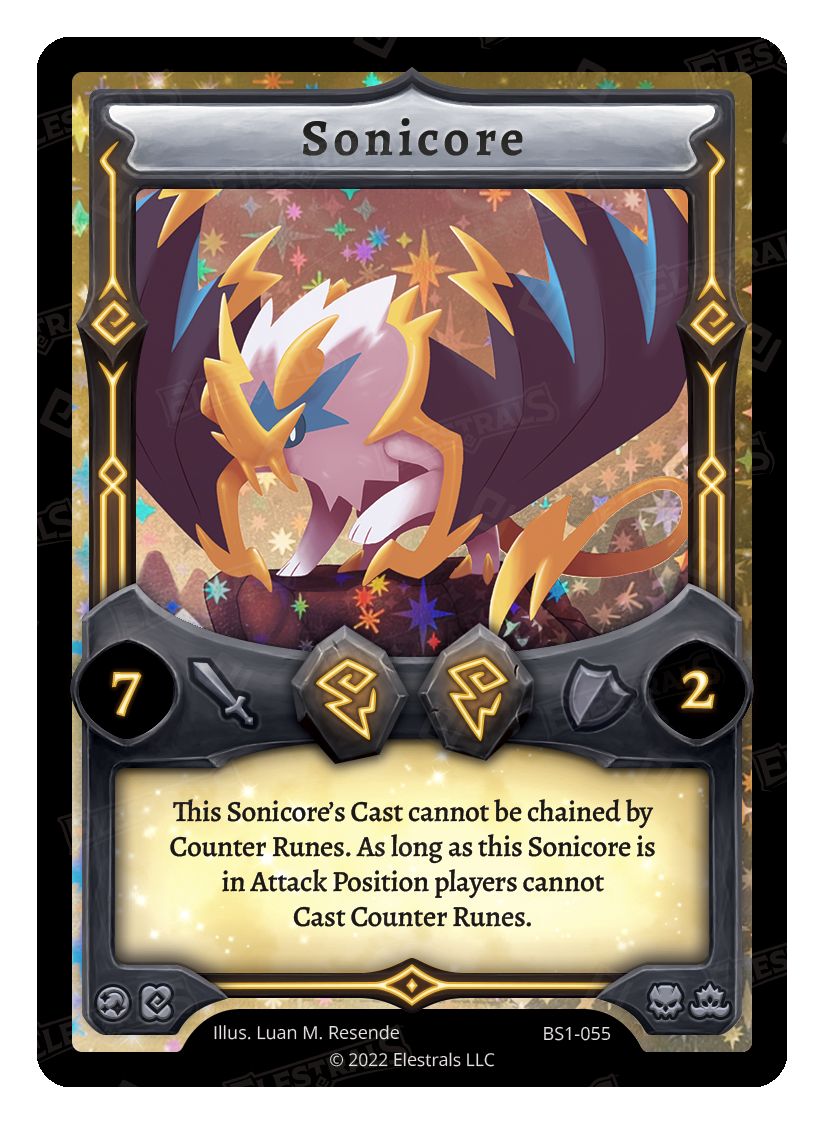 Sonicore
7
2
This Sonicore's Cast cannot be chained by
Counter Runes. As long as this Sonicore is
in Attack Position players cannot
Cast Counter Runes.
Illus. Luan M. Resende
BS1-055
© 2022 Elestrals LLC
ELESTRALS